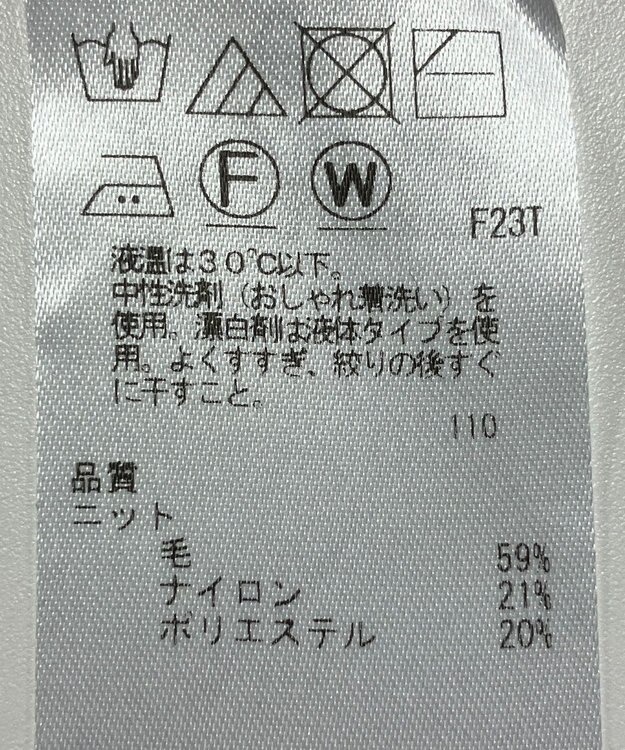 F
W
F23T
液温は30℃以下。
中性洗剤（おしゃれ着洗い）を
使用。漂白剤は液体タイプを使
用。よくすすぎ、絞りの後すぐ
に干すこと。
110
品質
ニット
毛 59%
ナイロン 21%
ポリエステル 20%